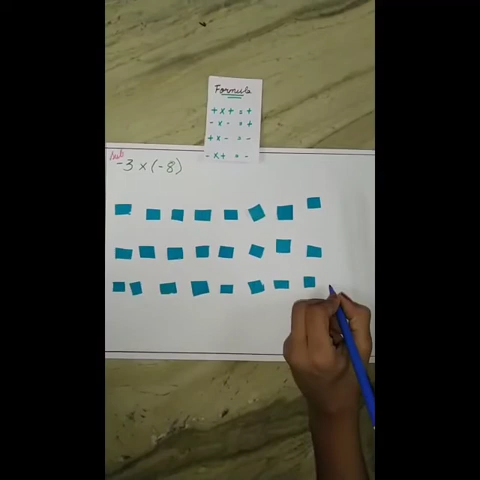 Formula
+ x + = +
- x - = +
+ x - = -
- x + = -
-3 x (-8)